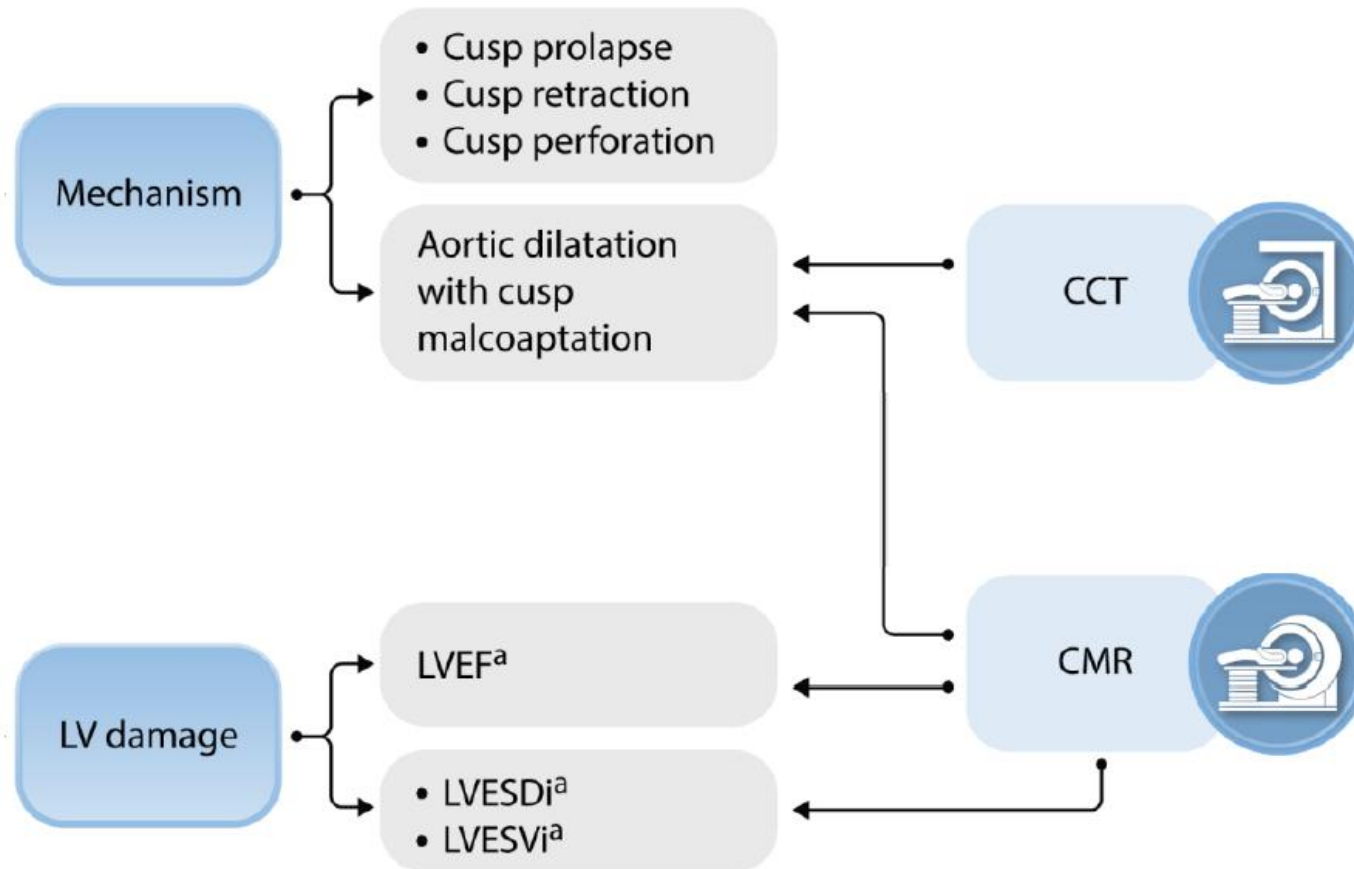 Mechanism
• Cusp prolapse
• Cusp retraction
• Cusp perforation
Aortic dilatation
with cusp
malcoaptation
CCT
LV damage
LVEFᵃ
• LVESDiᵃ
• LVESViᵃ
CMR